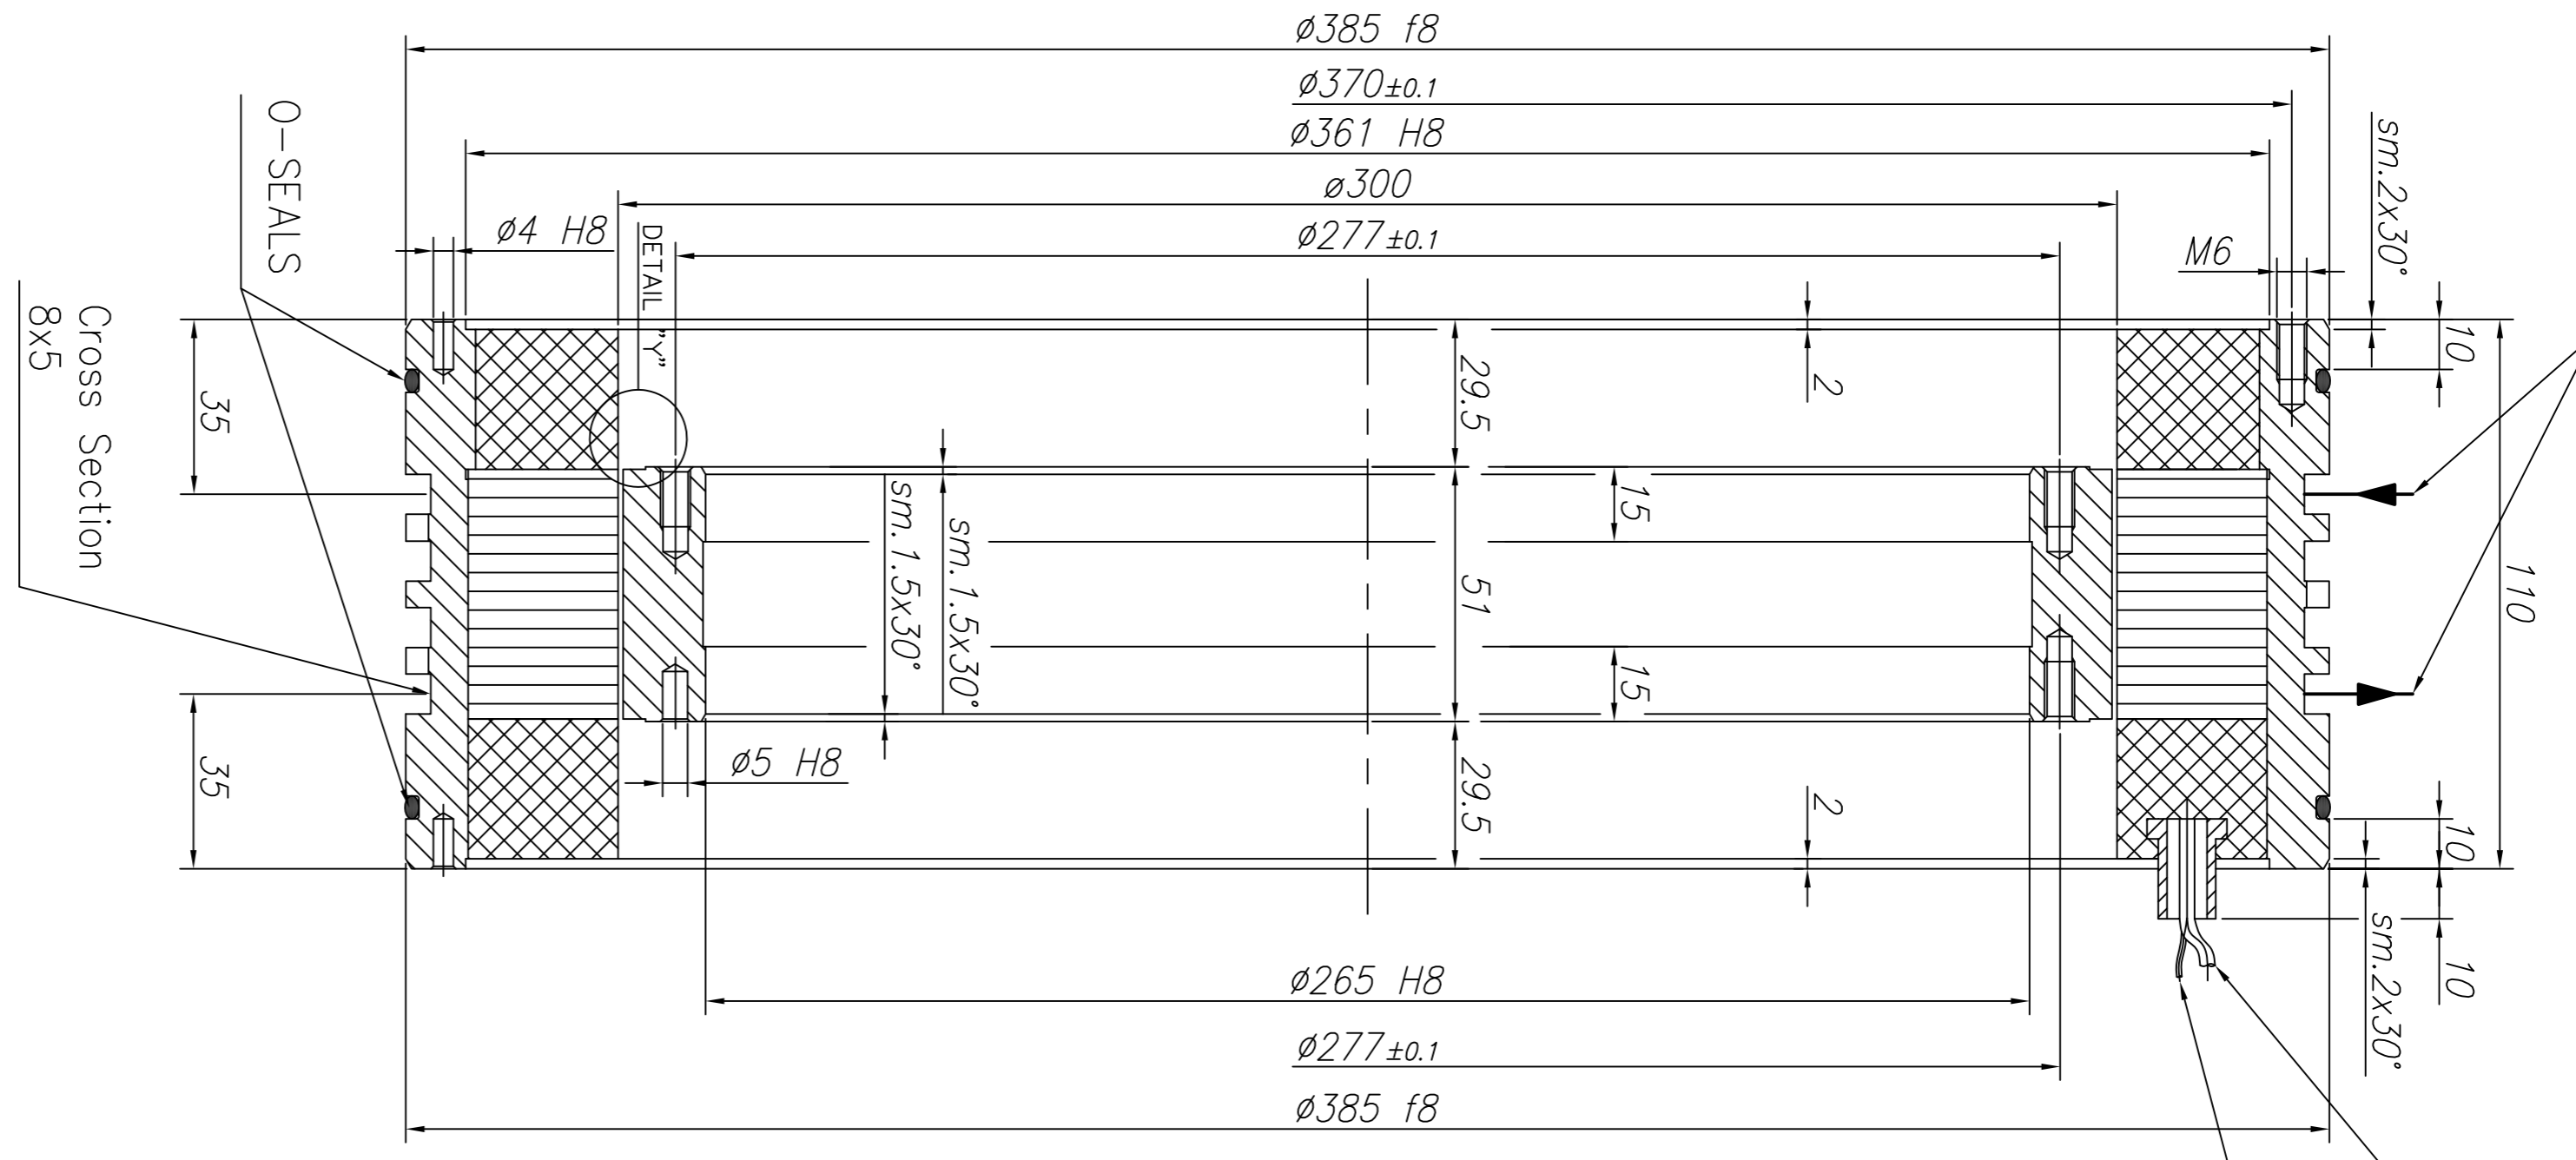 ø385 f8
ø370±0.1
ø361 H8
ø300
ø277±0.1
ø4 H8
M6
sm.2x30°
O-SEALS
DETAIL "Y"
Cross Section
8x5
35
35
29.5
51
29.5
2
2
15
15
sm.1.5x30°
sm.1.5x30°
ø5 H8
10
110
10
10
sm.2x30°
ø265 H8
ø277±0.1
ø385 f8